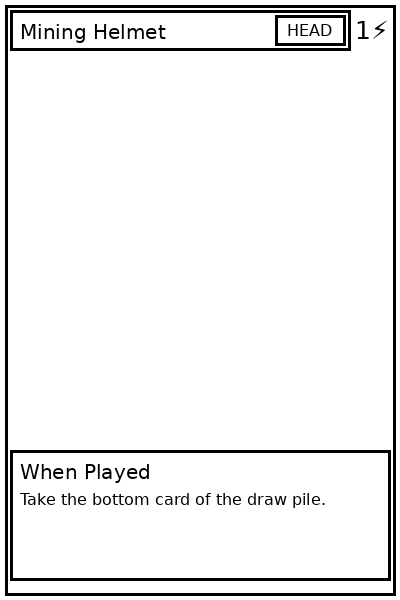 Mining Helmet
HEAD
1⚡
When Played
Take the bottom card of the draw pile.